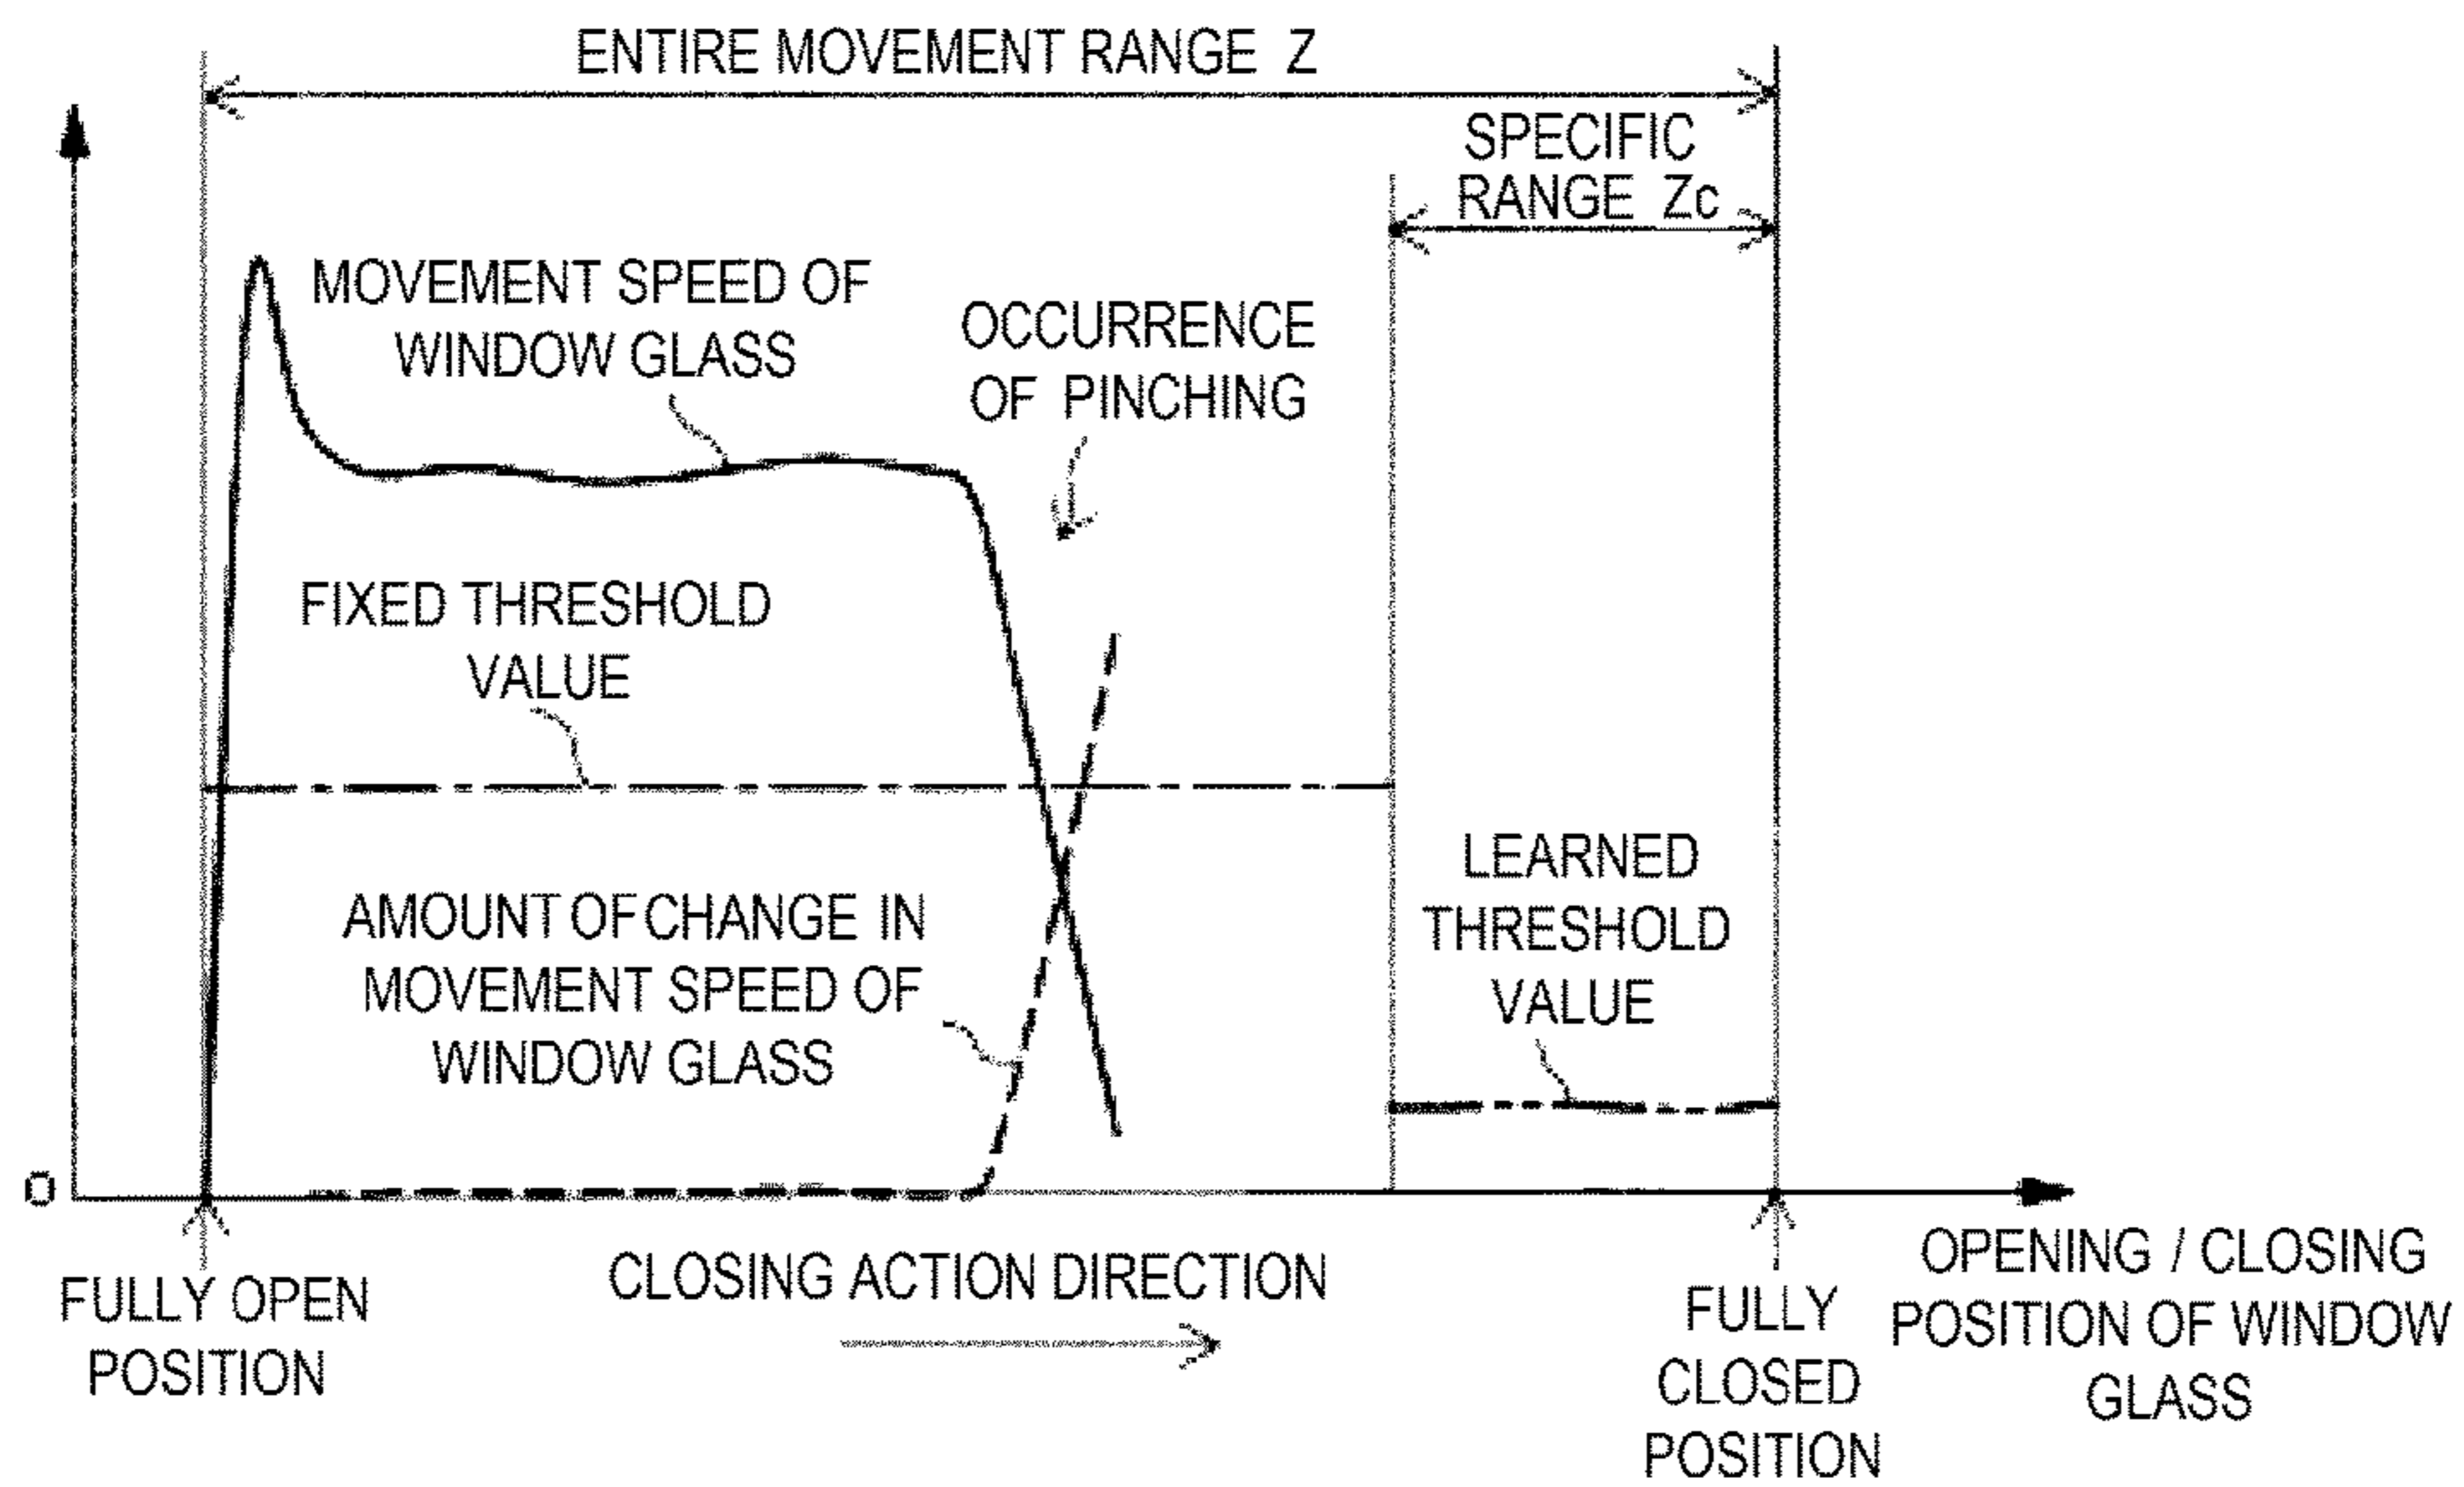 ENTIRE MOVEMENT RANGE Z
SPECIFIC
RANGE Zc
MOVEMENT SPEED OF
WINDOW GLASS
OCCURRENCE
OF PINCHING
FIXED THRESHOLD
VALUE
LEARNED
THRESHOLD
VALUE
AMOUNT OF CHANGE IN
MOVEMENT SPEED OF
WINDOW GLASS
0
FULLY OPEN
POSITION
CLOSING ACTION DIRECTION
FULLY
CLOSED
POSITION
OPENING / CLOSING
POSITION OF WINDOW
GLASS